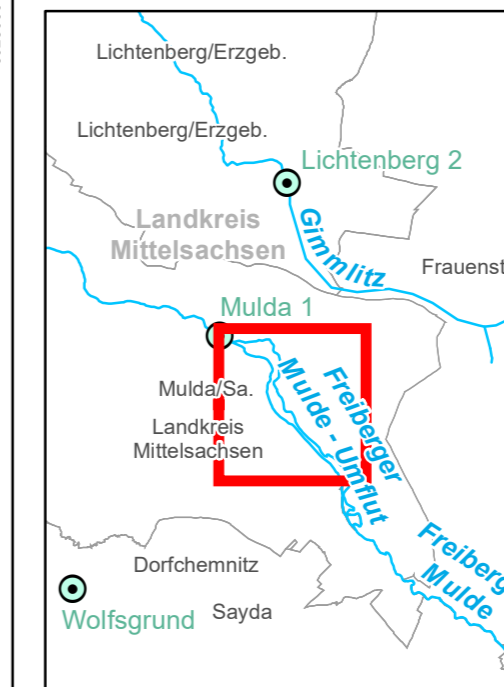 Lichtenberg/Erzgeb.
Lichtenberg/Erzgeb.
Lichtenberg 2
Landkreis
Mittelsachsen
Gimmlitz
Frauenst
Mulda 1
Mulda/Sa.
Landkreis
Mittelsachsen
Freiberger
Mulde - Umflut
Freiberg
Mulde
Dorfchemnitz
Wolfsgrund
Sayda